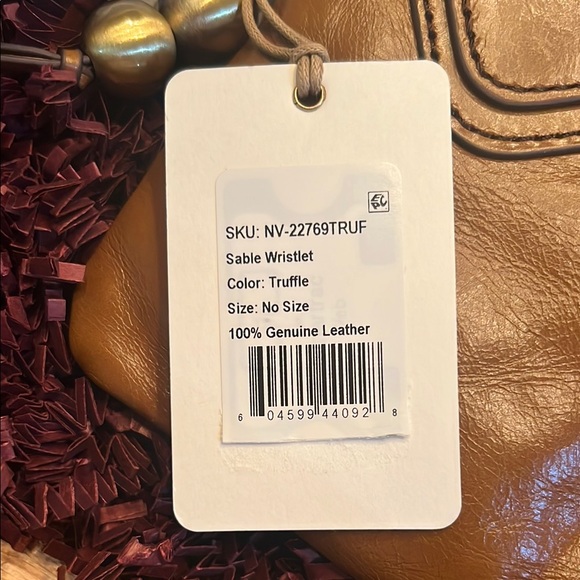 SKU: NV-22769TRUF
Sable Wristlet
Color: Truffle
Size: No Size
100% Genuine Leather
6 04599 44092 8